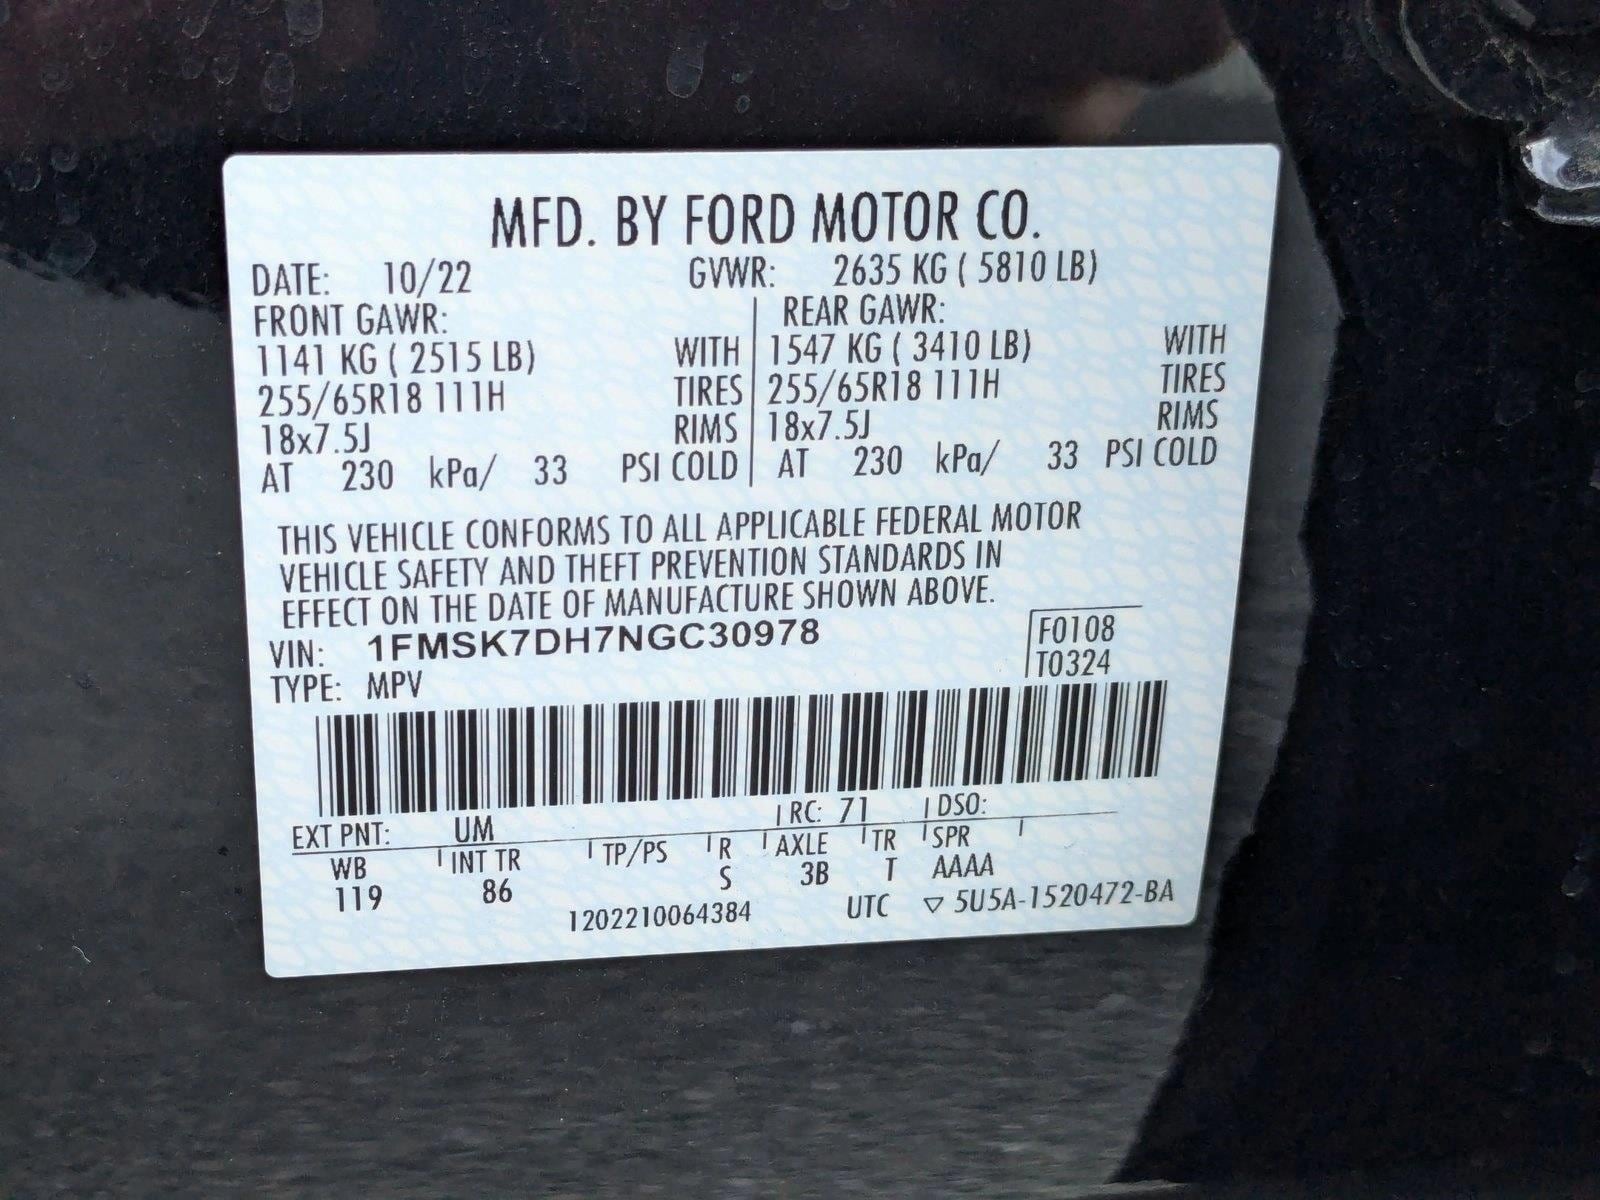 MFD. BY FORD MOTOR CO.
DATE: 10/22 GVWR: 2635 KG ( 5810 LB)
FRONT GAWR: REAR GAWR:
1141 KG ( 2515 LB) WITH 1547 KG ( 3410 LB) WITH
255/65R18 111H TIRES 255/65R18 111H TIRES
18x7.5J RIMS 18x7.5J RIMS
AT 230 kPa/ 33 PSI COLD AT 230 kPa/ 33 PSI COLD
THIS VEHICLE CONFORMS TO ALL APPLICABLE FEDERAL MOTOR
VEHICLE SAFETY AND THEFT PREVENTION STANDARDS IN
EFFECT ON THE DATE OF MANUFACTURE SHOWN ABOVE.
VIN: 1FMSK7DH7NGC30978 F0108
TYPE: MPV T0324
EXT PNT: UM RC: 71 DSO:
WB INT TR TP/PS R AXLE TR SPR
119 86 S 3B T AAAA
1202210064384 UTC ▽ 5U5A-1520472-BA